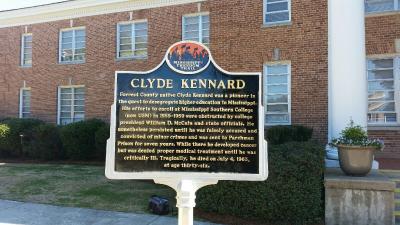 MISSISSIPPI
FREEDOM
TRAIL
CLYDE KENNARD
Forrest County native Clyde Kennard was a pioneer in
the quest to desegregate higher education in Mississippi.
His efforts to enroll at Mississippi Southern College
(now USM) in 1955-1959 were obstructed by college
president William D. McCain and state officials. He
nonetheless persisted until he was falsely accused and
convicted of minor crimes and was sent to Parchman
Prison for seven years. While there he developed cancer
but was denied proper medical treatment until he was
critically ill. Tragically, he died on July 4, 1963,
at age thirty-six.